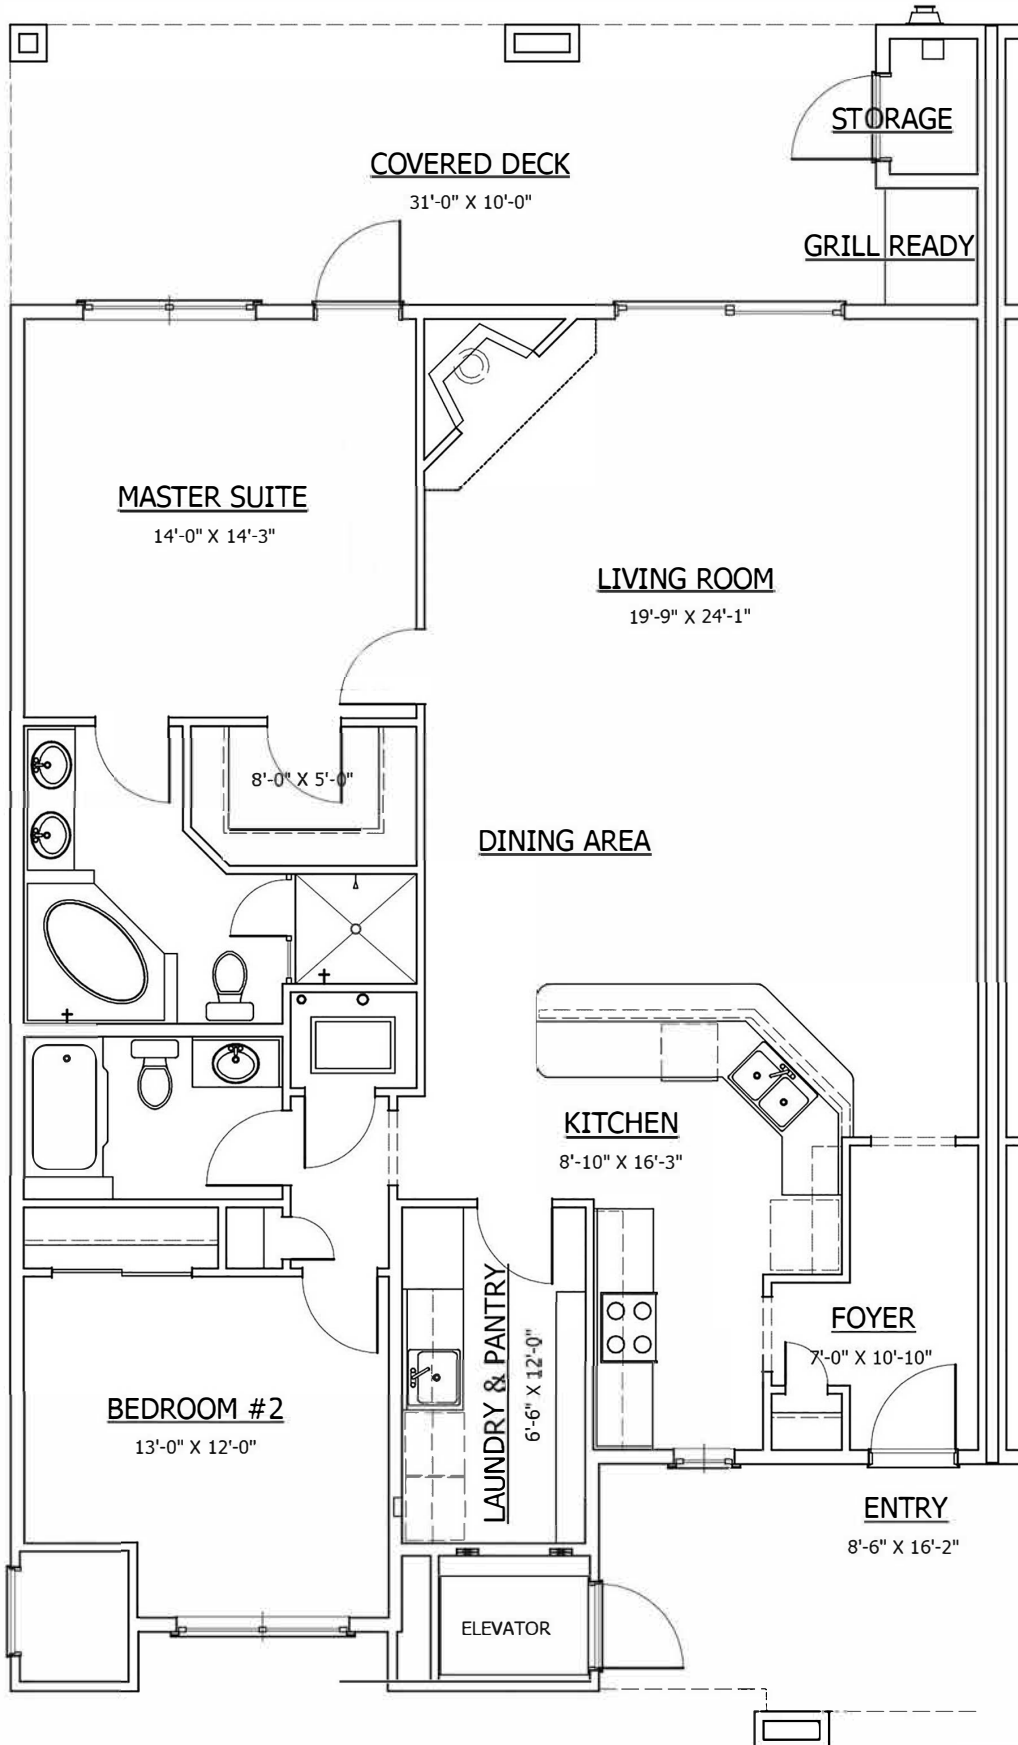 STORAGE
COVERED DECK
31'-0" X 10'-0"
GRILL READY
MASTER SUITE
14'-0" X 14'-3"
LIVING ROOM
19'-9" X 24'-1"
8'-0" X 5'-0"
DINING AREA
KITCHEN
8'-10" X 16'-3"
LAUNDRY & PANTRY
6'-6" X 12'-0"
FOYER
7'-0" X 10'-10"
BEDROOM #2
13'-0" X 12'-0"
ENTRY
8'-6" X 16'-2"
ELEVATOR